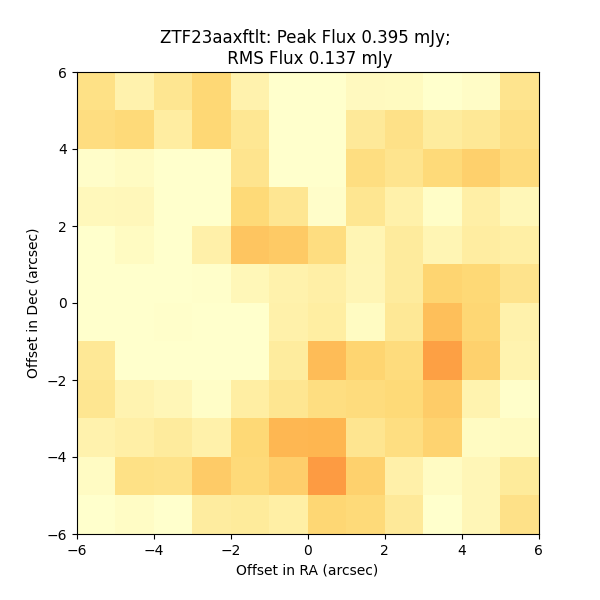 ZTF23aaxftlt: Peak Flux 0.395 mJy;
RMS Flux 0.137 mJy
6
4
2
0
−2
−4
−6
Offset in Dec (arcsec)
−6 −4 −2 0 2 4 6
Offset in RA (arcsec)